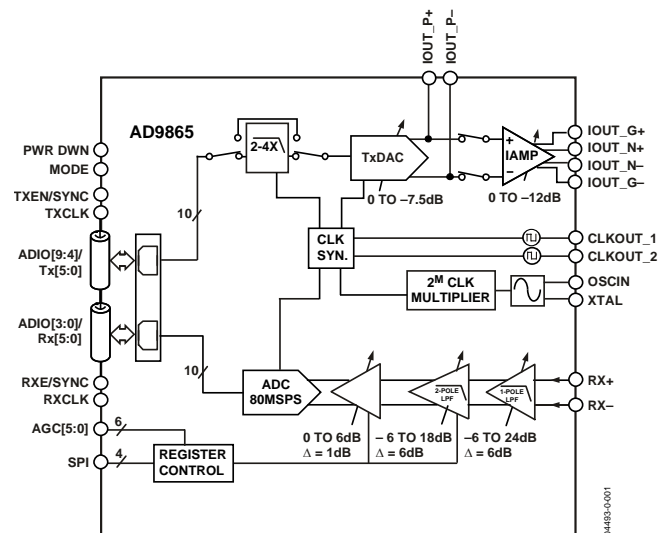 IOUT_P+
IOUT_P–
AD9865
PWR DWN
MODE
TXEN/SYNC
TXCLK
ADIO[9:4]/
Tx[5:0]
ADIO[3:0]/
Rx[5:0]
RXE/SYNC
RXCLK
AGC[5:0]
SPI
10
10
6
4
2-4X
TxDAC
0 TO –7.5dB
+
–
IAMP
0 TO –12dB
IOUT_G+
IOUT_N+
IOUT_N–
IOUT_G–
CLK
SYN.
CLKOUT_1
CLKOUT_2
2M CLK
MULTIPLIER
OSCIN
XTAL
ADC
80MSPS
2-POLE
LPF
1-POLE
LPF
RX+
RX–
0 TO 6dB
Δ = 1dB
– 6 TO 18dB
Δ = 6dB
–6 TO 24dB
Δ = 6dB
REGISTER
CONTROL
04493-0-001